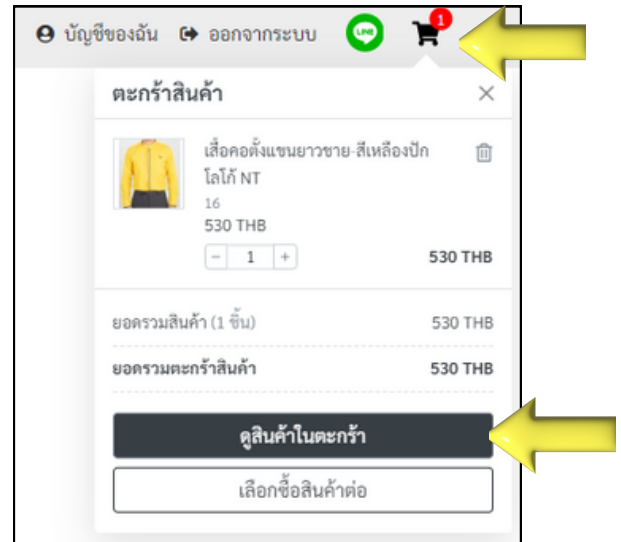 บัญชีของฉัน ออกจากระบบ LINE 1
ตะกร้าสินค้า
เสื้อคอตั้งแขนยาวชาย-สีเหลืองปัก
โลโก้ NT
16
530 THB
- 1 + 530 THB
ยอดรวมสินค้า (1 ชิ้น) 530 THB
ยอดรวมตะกร้าสินค้า 530 THB
ดูสินค้าในตะกร้า
เลือกซื้อสินค้าต่อ